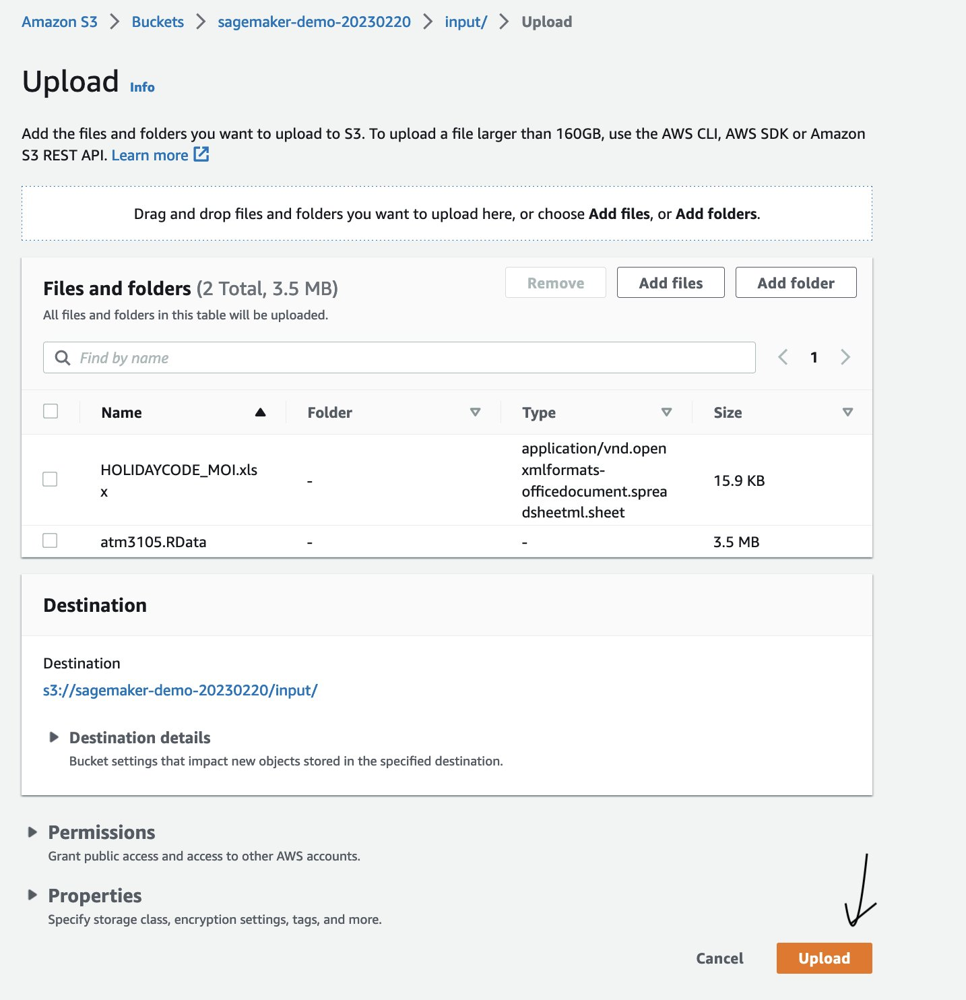 Amazon S3 > Buckets > sagemaker-demo-20230220 > input/ > Upload
Upload Info
Add the files and folders you want to upload to S3. To upload a file larger than 160GB, use the AWS CLI, AWS SDK or Amazon
S3 REST API. Learn more
Drag and drop files and folders you want to upload here, or choose Add files, or Add folders.
Files and folders (2 Total, 3.5 MB)
Remove
Add files
Add folder
All files and folders in this table will be uploaded.
Find by name
1
Name Folder Type Size
HOLIDAYCODE_MOI.xls
x
-
application/vnd.open
xmlformats-
officedocument.sprea
dsheetml.sheet
15.9 KB
atm3105.RData - - 3.5 MB
Destination
Destination
s3://sagemaker-demo-20230220/input/
Destination details
Bucket settings that impact new objects stored in the specified destination.
Permissions
Grant public access and access to other AWS accounts.
Properties
Specify storage class, encryption settings, tags, and more.
Cancel
Upload